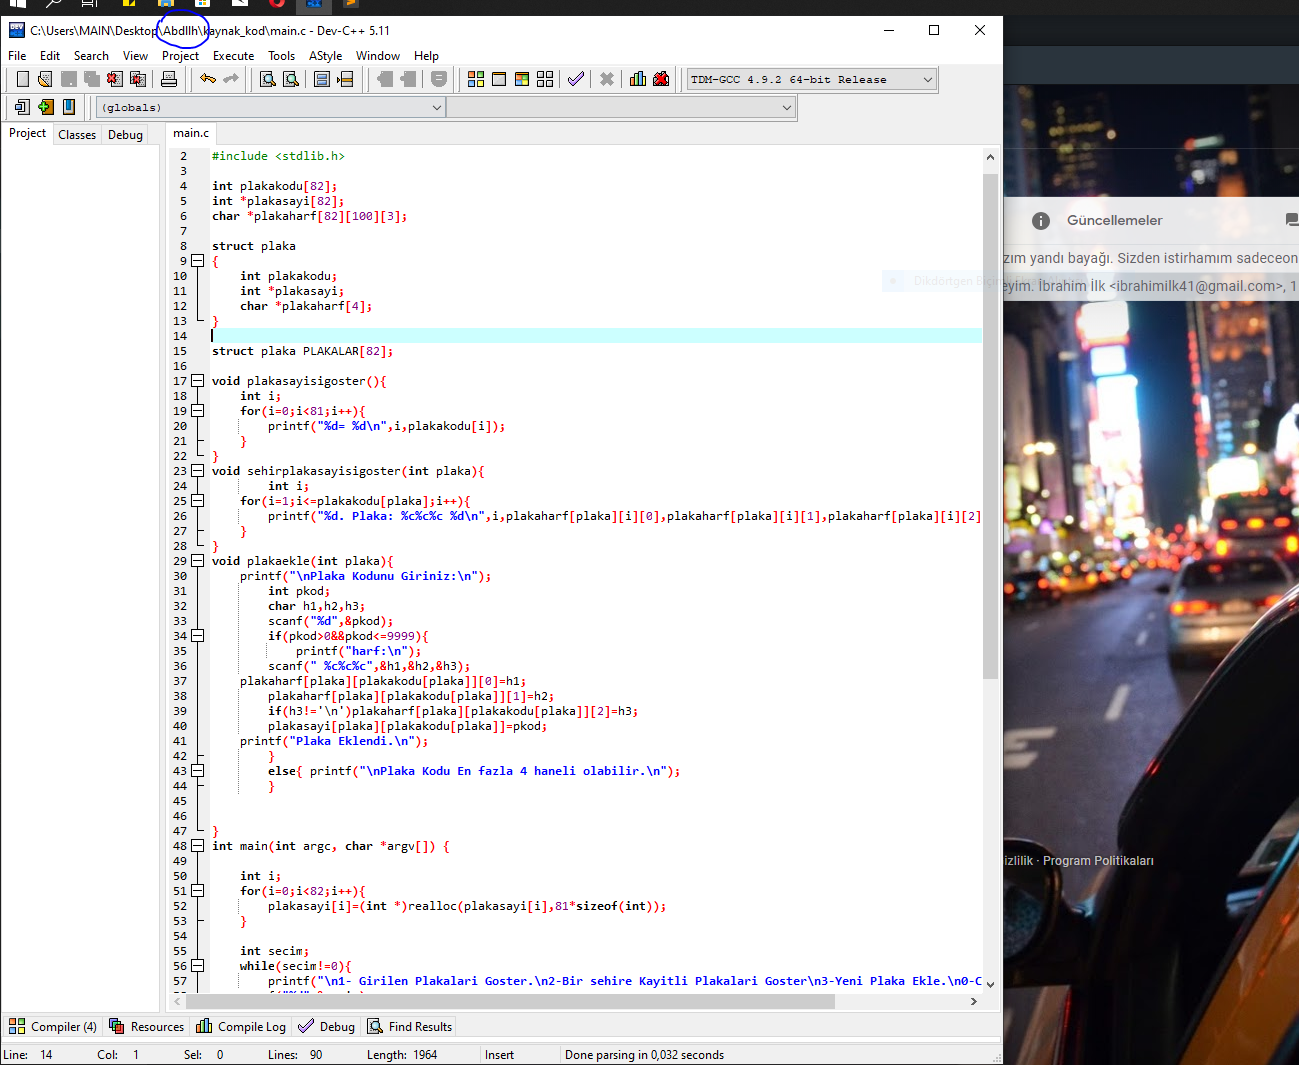 C:\Users\MAIN\Desktop\Abdllh\kaynak_kod\main.c - Dev-C++ 5.11
File Edit Search View Project Execute Tools AStyle Window Help
TDM-GCC 4.9.2 64-bit Release
(globals)
Project Classes Debug
main.c
2 #include <stdlib.h>
3
4 int plakakodu[82];
5 int *plakasayi[82];
6 char *plakaharf[82][100][3];
7
8 struct plaka
9 {
10 int plakakodu;
11 int *plakasayi;
12 char *plakaharf[4];
13 }
14
15 struct plaka PLAKALAR[82];
16
17 void plakasayisigoster(){
18 int i;
19 for(i=0;i<81;i++){
20 printf("%d= %d\n",i,plakakodu[i]);
21 }
22 }
23 void sehirplakasayisigoster(int plaka){
24 int i;
25 for(i=1;i<=plakakodu[plaka];i++){
26 printf("%d. Plaka: %c%c%c %d\n",i,plakaharf[plaka][i][0],plakaharf[plaka][i][1],plakaharf[plaka][i][2]
27 }
28 }
29 void plakaekle(int plaka){
30 printf("\nPlaka Kodunu Giriniz:\n");
31 int pkod;
32 char h1,h2,h3;
33 scanf("%d",&pkod);
34 if(pkod>0&&pkod<=9999){
35 printf("harf:\n");
36 scanf(" %c%c%c",&h1,&h2,&h3);
37 plakaharf[plaka][plakakodu[plaka]][0]=h1;
38 plakaharf[plaka][plakakodu[plaka]][1]=h2;
39 if(h3!='\n')plakaharf[plaka][plakakodu[plaka]][2]=h3;
40 plakasayi[plaka][plakakodu[plaka]]=pkod;
41 printf("Plaka Eklendi.\n");
42 }
43 else{ printf("\nPlaka Kodu En fazla 4 haneli olabilir.\n");
44 }
45
46
47 }
48 int main(int argc, char *argv[]) {
49
50 int i;
51 for(i=0;i<82;i++){
52 plakasayi[i]=(int *)realloc(plakasayi[i],81*sizeof(int));
53 }
54
55 int secim;
56 while(secim!=0){
57 printf("\n1- Girilen Plakalari Goster.\n2-Bir sehire Kayitli Plakalari Goster\n3-Yeni Plaka Ekle.\n0-C
Compiler (4) Resources Compile Log Debug Find Results
Line: 14 Col: 1 Sel: 0 Lines: 90 Length: 1964 Insert Done parsing in 0,032 seconds
Güncellemeler
zım yandı bayağı. Sizden istirhamım sadeceon
Dikdörtgen Biçim
eyim. İbrahim İlk <ibrahimilk41@gmail.com>, 1
izlilik · Program Politikaları